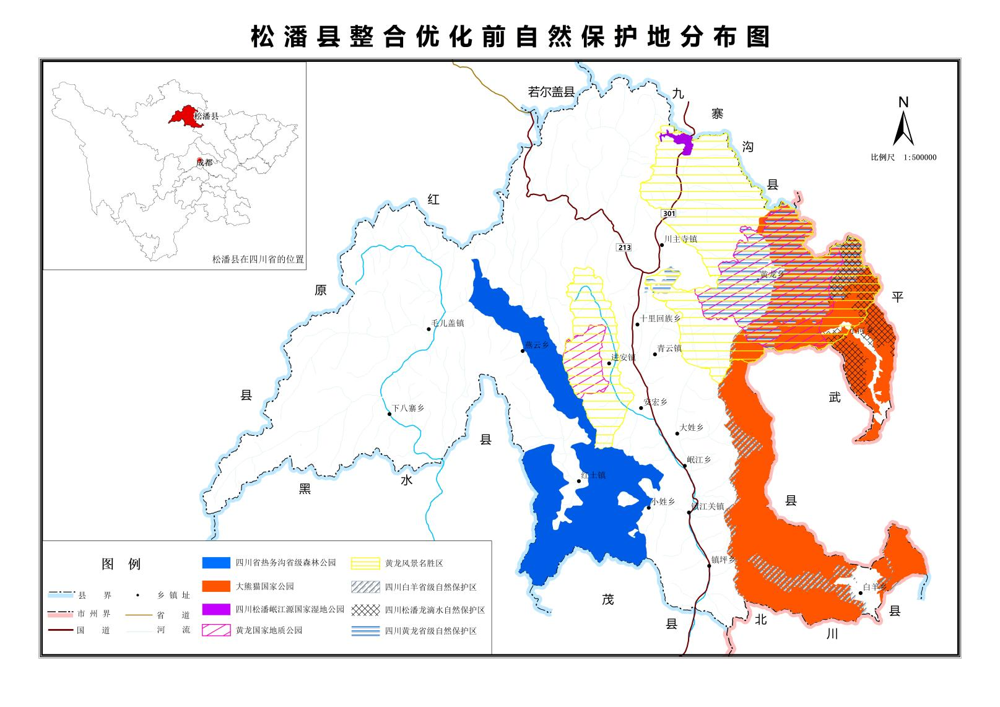 松潘县整合优化前自然保护地分布图
松潘县
成都
松潘县在四川省的位置
若尔盖县
九
寨
沟
县
N
比例尺 1:500000
红
原
县
301
213
川主寺镇
黄龙乡
平
武
县
毛儿盖镇
十里回族乡
小河乡
燕云乡
青云镇
进安镇
下八寨乡
安宏乡
大姓乡
县
水
黑
岷江乡
红土镇
小姓乡
镇江关镇
镇坪乡
白羊乡
茂
县
北
川
县
图例
县界
市州界
国道
乡镇址
省道
河流
四川省热务沟省级森林公园
大熊猫国家公园
四川松潘岷江源国家湿地公园
黄龙国家地质公园
黄龙风景名胜区
四川白羊省级自然保护区
四川松潘龙滴水自然保护区
四川黄龙省级自然保护区